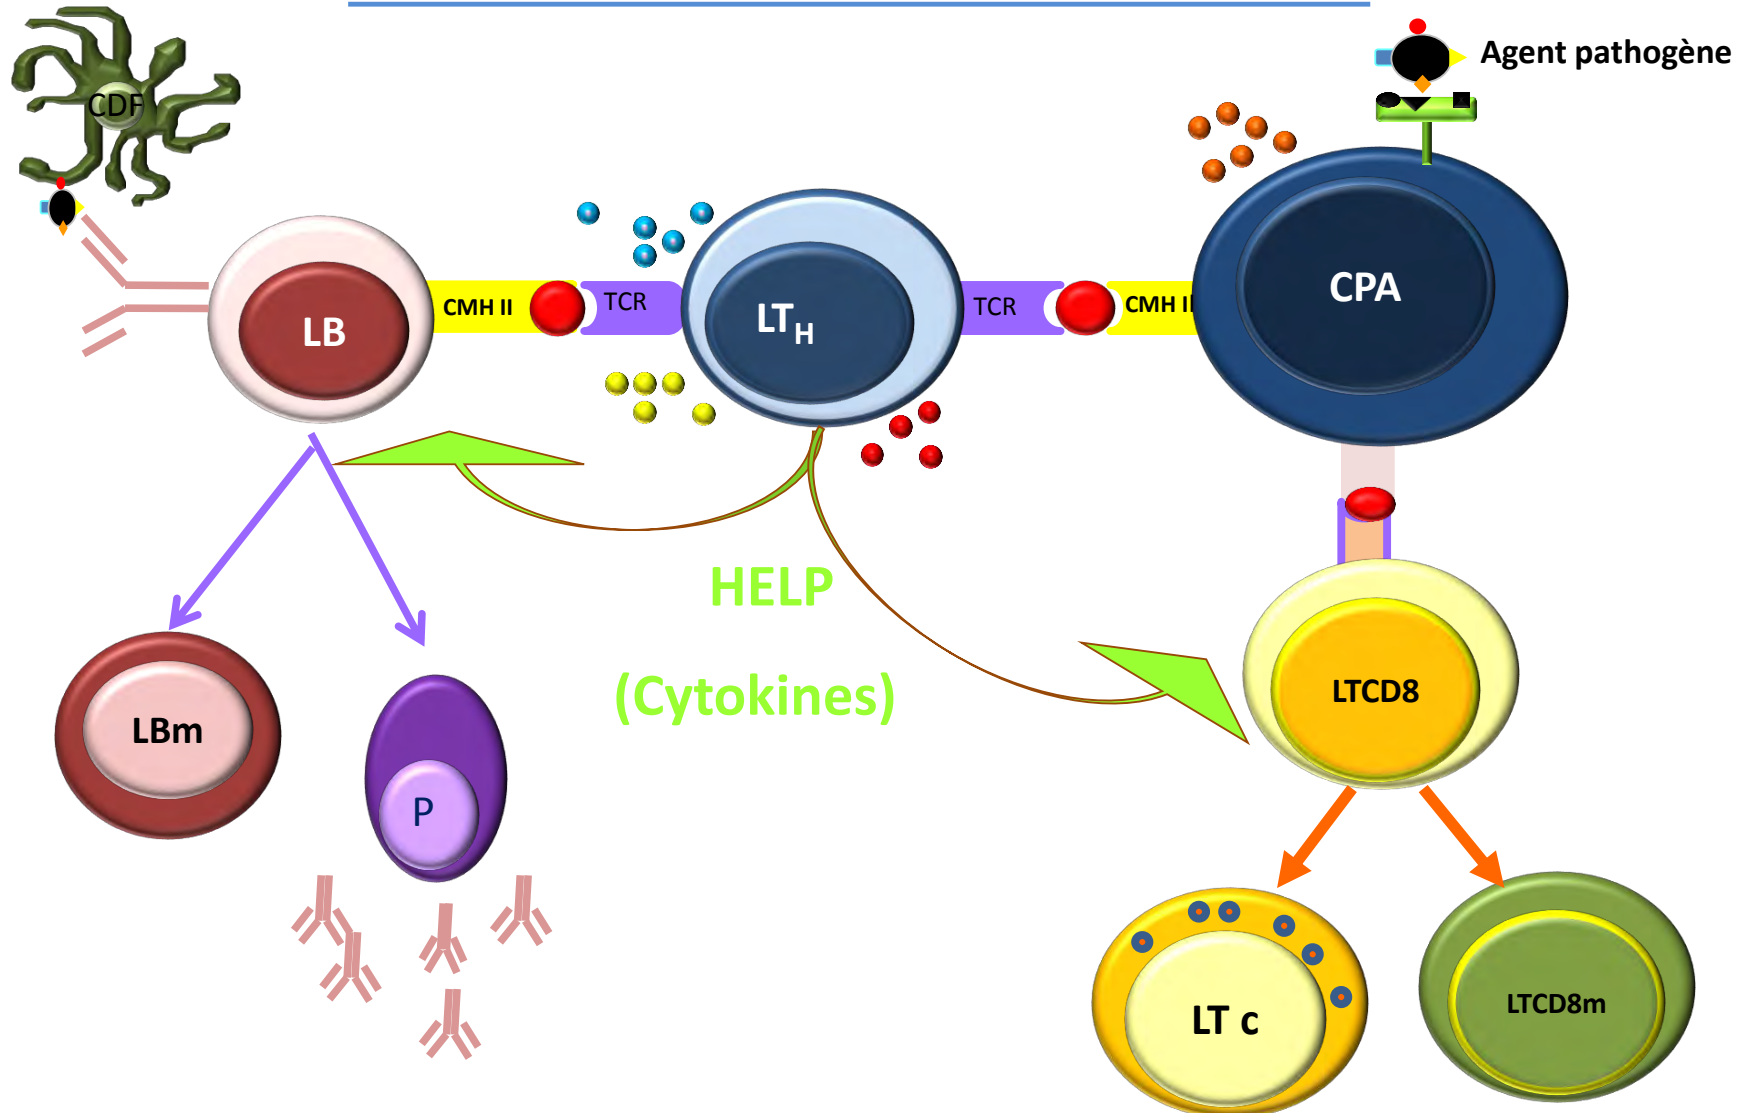 Agent pathogène
CDF
CMH II
TCR
TCR
CMH II
CPA
LB
LTH
HELP
(Cytokines)
LTCD8
LBm
P
LT c
LTCD8m